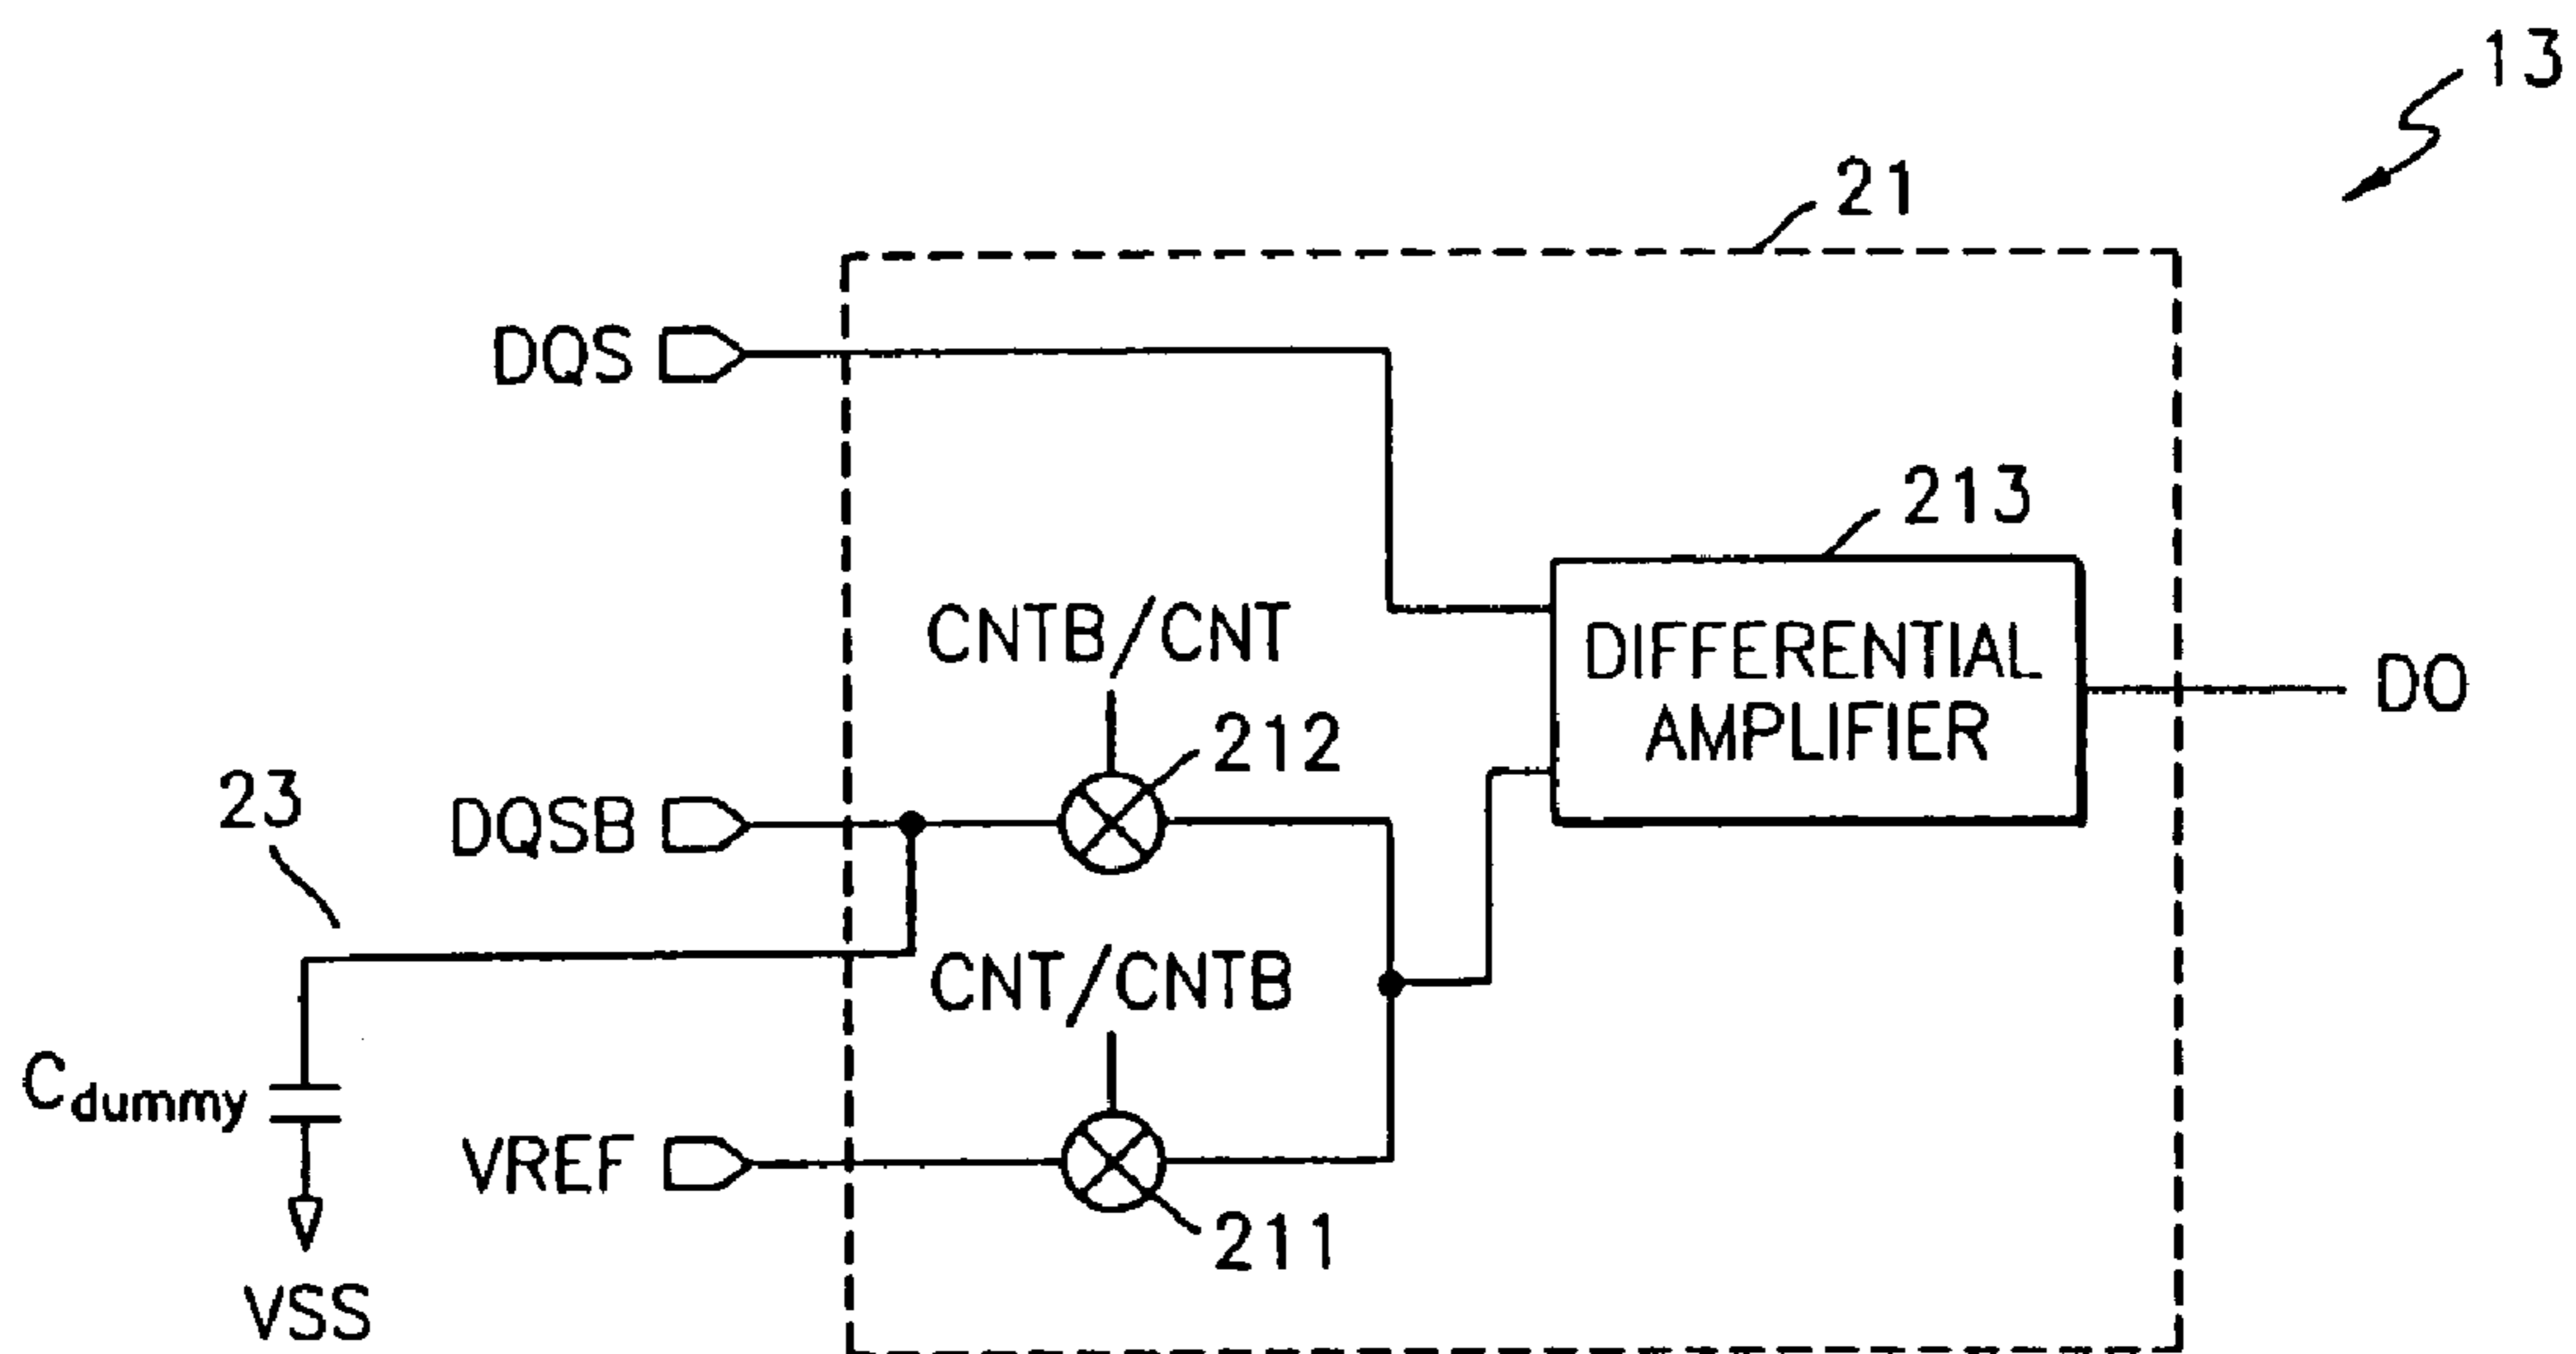 13
21
DQS
213
CNTB/CNT
DIFFERENTIAL
AMPLIFIER
DO
212
23
DQSB
CNT/CNTB
Cdummy
VREF
211
VSS